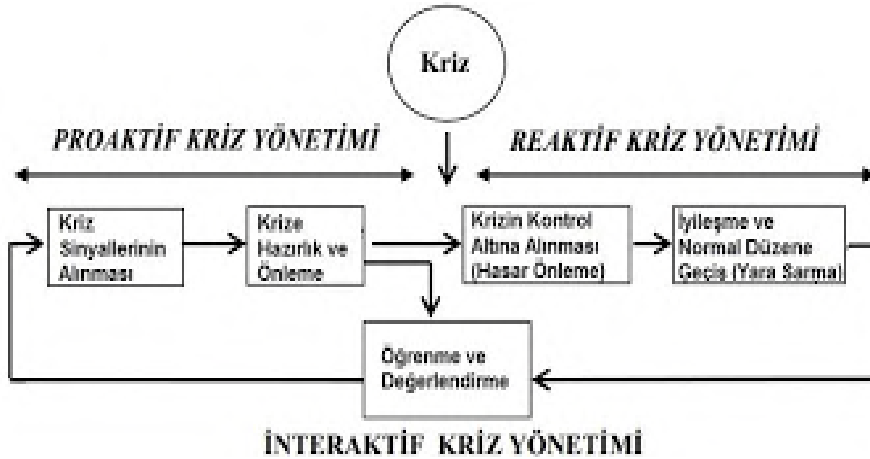 Kriz
PROAKTİF KRİZ YÖNETİMİ
REAKTİF KRİZ YÖNETİMİ
Kriz
Sinyallerinin
Alınması
Krize
Hazırlık ve
Önleme
Krizin Kontrol
Altına Alınması
(Hasar Önleme)
İyileşme ve
Normal Düzene
Geçiş (Yara Sarma)
Öğrenme ve
Değerlendirme
İNTERAKTİF KRİZ YÖNETİMİ